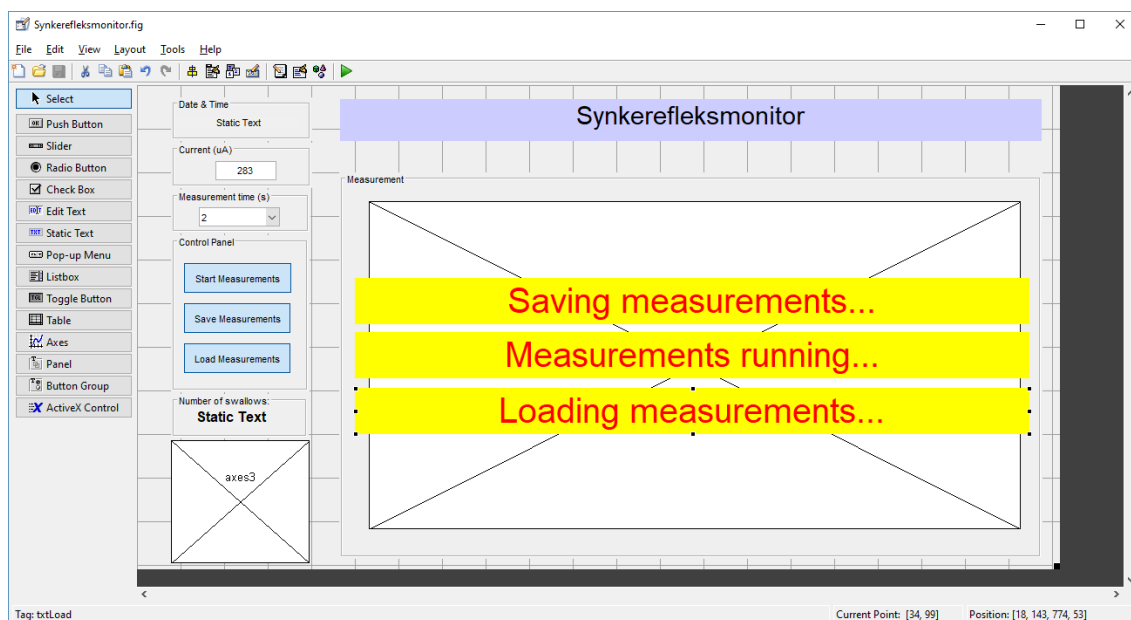 Synkerefleksmonitor.fig
File Edit View Layout Tools Help
Select
OK Push Button
Slider
Radio Button
Check Box
EDIT Edit Text
TXT Static Text
Pop-up Menu
Listbox
TGL Toggle Button
Table
Axes
Panel
Button Group
ActiveX Control
Date & Time
Static Text
Current (uA)
283
Measurement time (s)
2
Control Panel
Start Measurements
Save Measurements
Load Measurements
Number of swallows:
Static Text
axes3
Synkerefleksmonitor
Measurement
Saving measurements...
Measurements running...
Loading measurements...
Tag: txtLoad
Current Point: [34, 99]
Position: [18, 143, 774, 53]